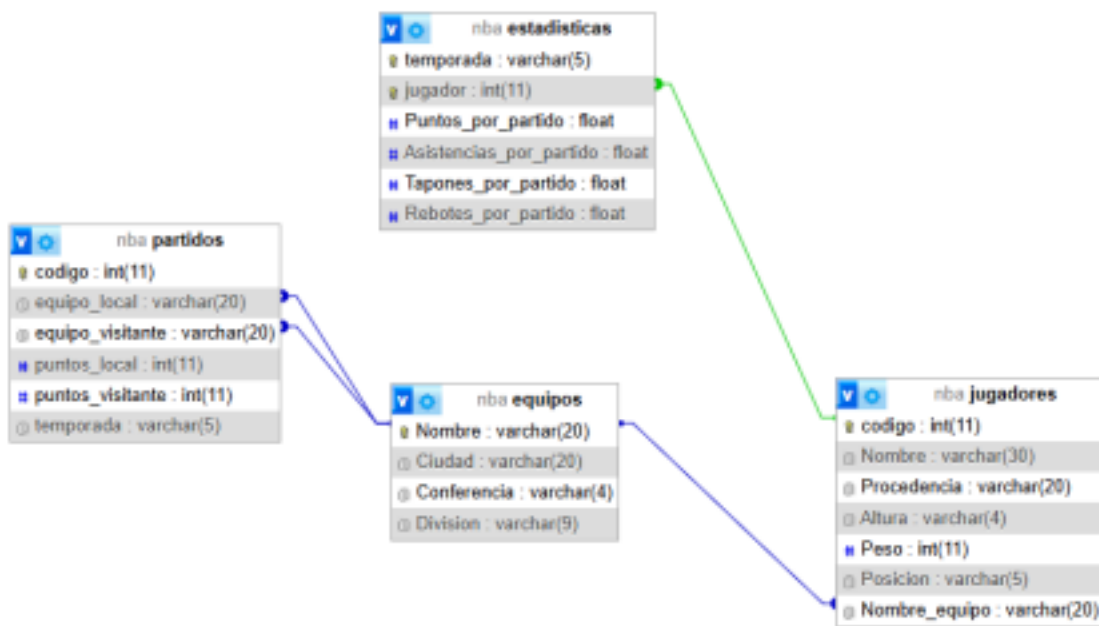 nba estadisticas
temporada : varchar(5)
jugador : int(11)
Puntos_por_partido : float
Asistencias_por_partido : float
Tapones_por_partido : float
Rebotes_por_partido : float
nba partidos
codigo : int(11)
equipo_local : varchar(20)
equipo_visitante : varchar(20)
puntos_local : int(11)
puntos_visitante : int(11)
temporada : varchar(5)
nba equipos
Nombre : varchar(20)
Ciudad : varchar(20)
Conferencia : varchar(4)
Division : varchar(9)
nba jugadores
codigo : int(11)
Nombre : varchar(30)
Procedencia : varchar(20)
Altura : varchar(4)
Peso : int(11)
Posicion : varchar(5)
Nombre_equipo : varchar(20)